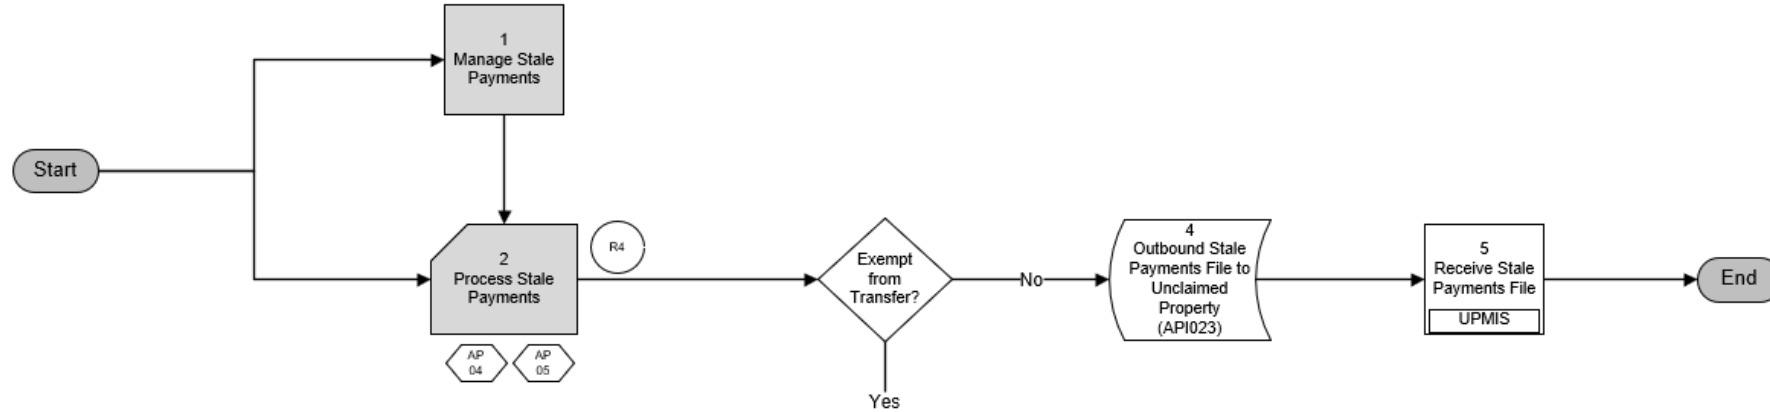 1
Manage Stale
Payments
Start
2
Process Stale
Payments
R4
AP
04
AP
05
Exempt
from
Transfer?
No
Yes
4
Outbound Stale
Payments File to
Unclaimed
Property
(API023)
5
Receive Stale
Payments File
UPMIS
End